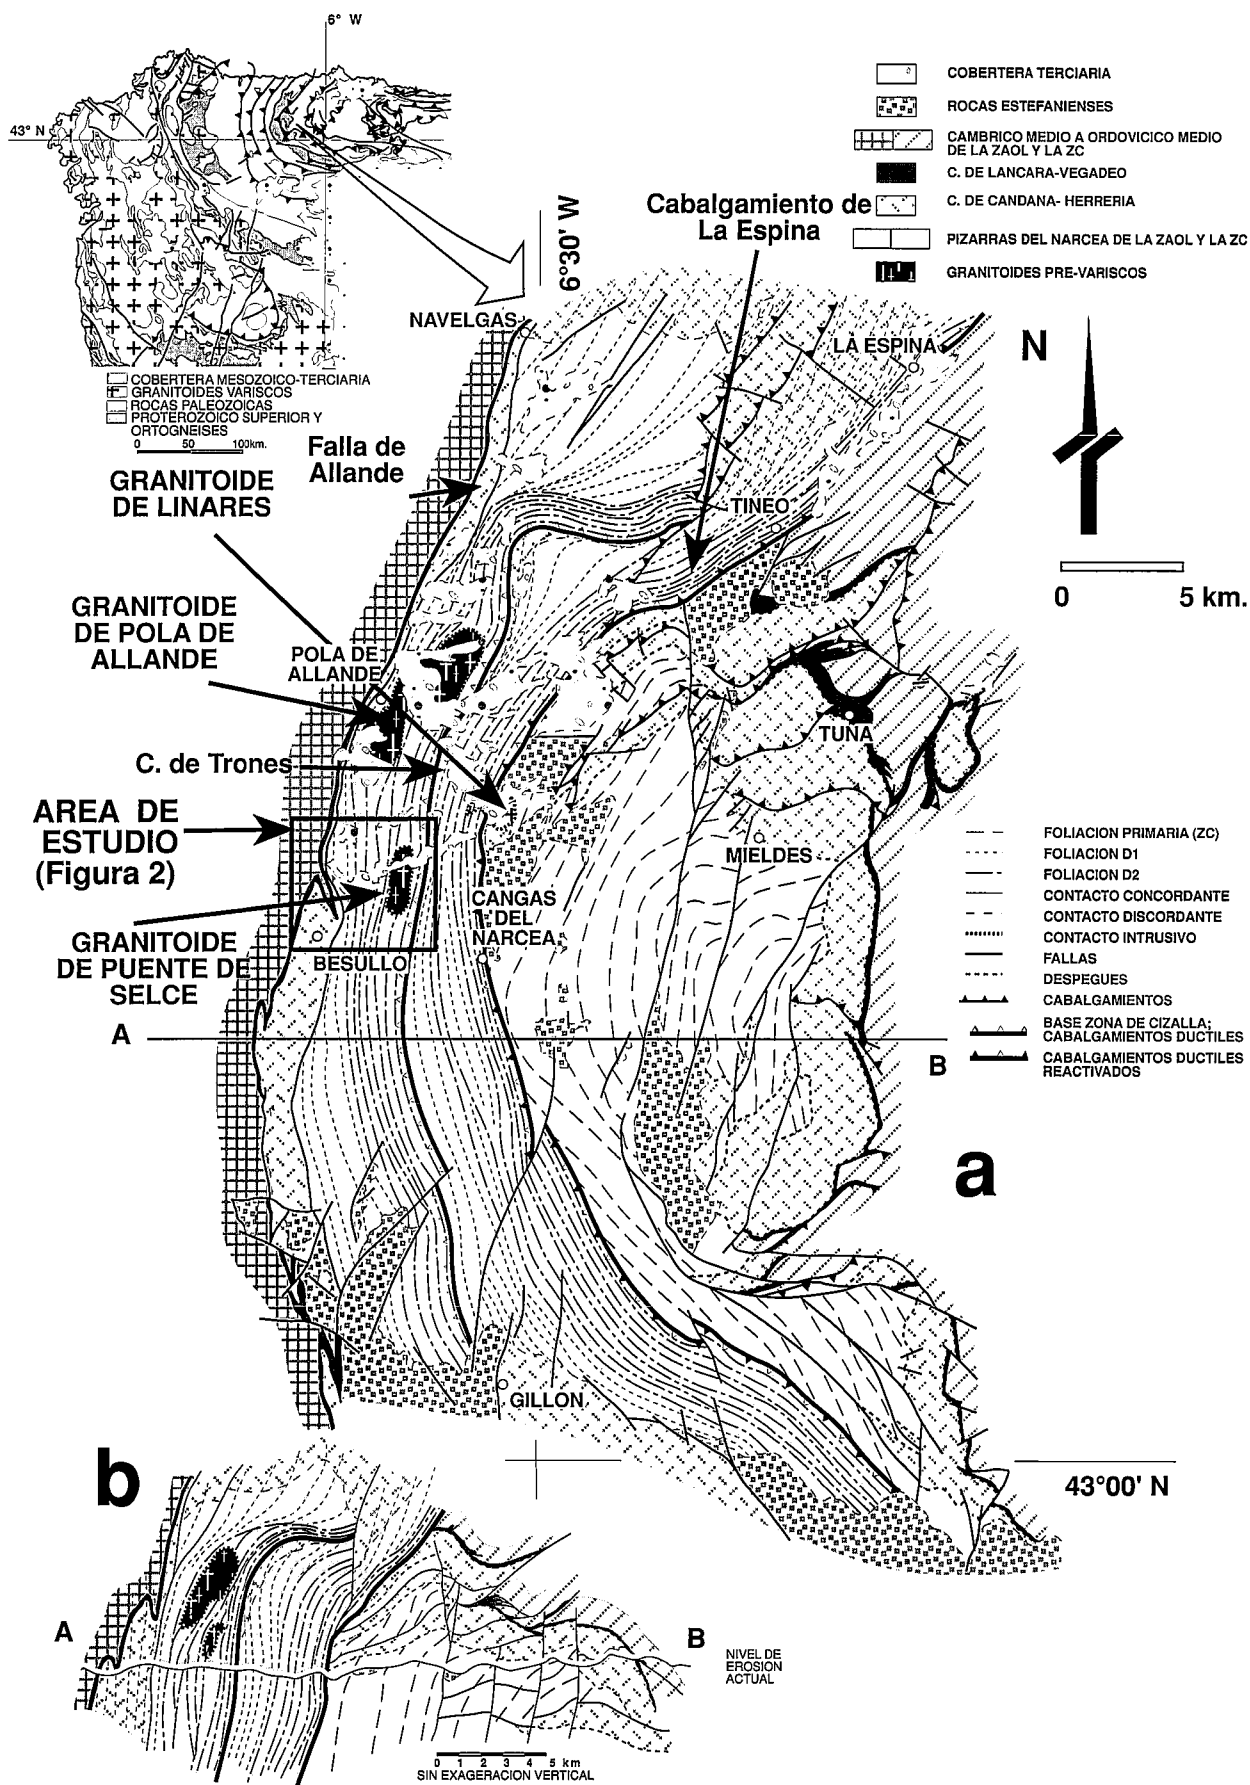 6° W
43° N
COBERTERA MESOZOICO-TERCIARIA
GRANITOIDES VARISCOS
ROCAS PALEOZOICAS
PROTEROZOICO SUPERIOR Y
ORTOGNEISES
0 50 100km.
COBERTERA TERCIARIA
ROCAS ESTEFANIENSES
CAMBRICO MEDIO A ORDOVICICO MEDIO
DE LA ZAOL Y LA ZC
C. DE LANCARA-VEGADEO
C. DE CANDANA- HERRERIA
PIZARRAS DEL NARCEA DE LA ZAOL Y LA ZC
GRANITOIDES PRE-VARISCOS
6°30' W
Cabalgamiento de
La Espina
NAVELGAS
LA ESPINA
N
Falla de
Allande
GRANITOIDE
DE LINARES
TINEO
0 5 km.
GRANITOIDE
DE POLA DE
ALLANDE
POLA DE
ALLANDE
TUNA
C. de Trones
AREA DE
ESTUDIO
(Figura 2)
MIELDES
CANGAS
DEL
NARCEA
GRANITOIDE
DE PUENTE DE
SELCE
BESULLO
FOLIACION PRIMARIA (ZC)
FOLIACION D1
FOLIACION D2
CONTACTO CONCORDANTE
CONTACTO DISCORDANTE
CONTACTO INTRUSIVO
FALLAS
DESPEGUES
CABALGAMIENTOS
BASE ZONA DE CIZALLA;
CABALGAMIENTOS DUCTILES
CABALGAMIENTOS DUCTILES
REACTIVADOS
A
B
a
GILLON
43°00' N
b
A
B
NIVEL DE
EROSION
ACTUAL
0 1 2 3 4 5 km
SIN EXAGERACION VERTICAL